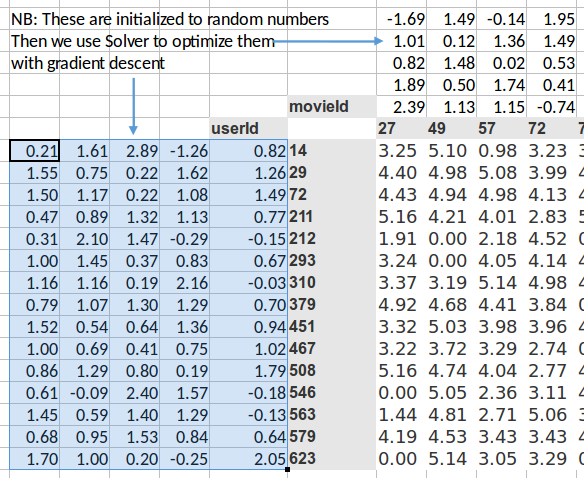 NB: These are initialized to random numbers -1.69 1.49 -0.14 1.95
Then we use Solver to optimize them 1.01 0.12 1.36 1.49
with gradient descent 0.82 1.48 0.02 0.53
1.89 0.50 1.74 0.41
movieId 2.39 1.13 1.15 -0.74
userId 27 49 57 72
0.21 1.61 2.89 -1.26 0.82 14 3.25 5.10 0.98 3.23
1.55 0.75 0.22 1.62 1.26 29 4.40 4.98 5.08 3.99
1.50 1.17 0.22 1.08 1.49 72 4.43 4.94 4.98 4.13
0.47 0.89 1.32 1.13 0.77 211 5.16 4.21 4.01 2.83
0.31 2.10 1.47 -0.29 -0.15 212 1.91 0.00 2.18 4.52
1.00 1.45 0.37 0.83 0.67 293 3.24 0.00 4.05 4.14
1.16 1.16 0.19 2.16 -0.03 310 3.37 3.19 5.14 4.98
0.79 1.07 1.30 1.29 0.70 379 4.92 4.68 4.41 3.84
1.52 0.54 0.64 1.36 0.94 451 3.32 5.03 3.98 3.96
1.00 0.69 0.41 0.75 1.02 467 3.22 3.72 3.29 2.74
0.86 1.29 0.80 0.19 1.79 508 5.16 4.74 4.04 2.77
0.61 -0.09 2.40 1.57 -0.18 546 0.00 5.05 2.36 3.11
1.45 0.59 1.40 1.29 -0.13 563 1.44 4.81 2.71 5.06
0.68 0.95 1.53 0.84 0.64 579 4.19 4.53 3.43 3.43
1.70 1.00 0.20 -0.25 2.05 623 0.00 5.14 3.05 3.29